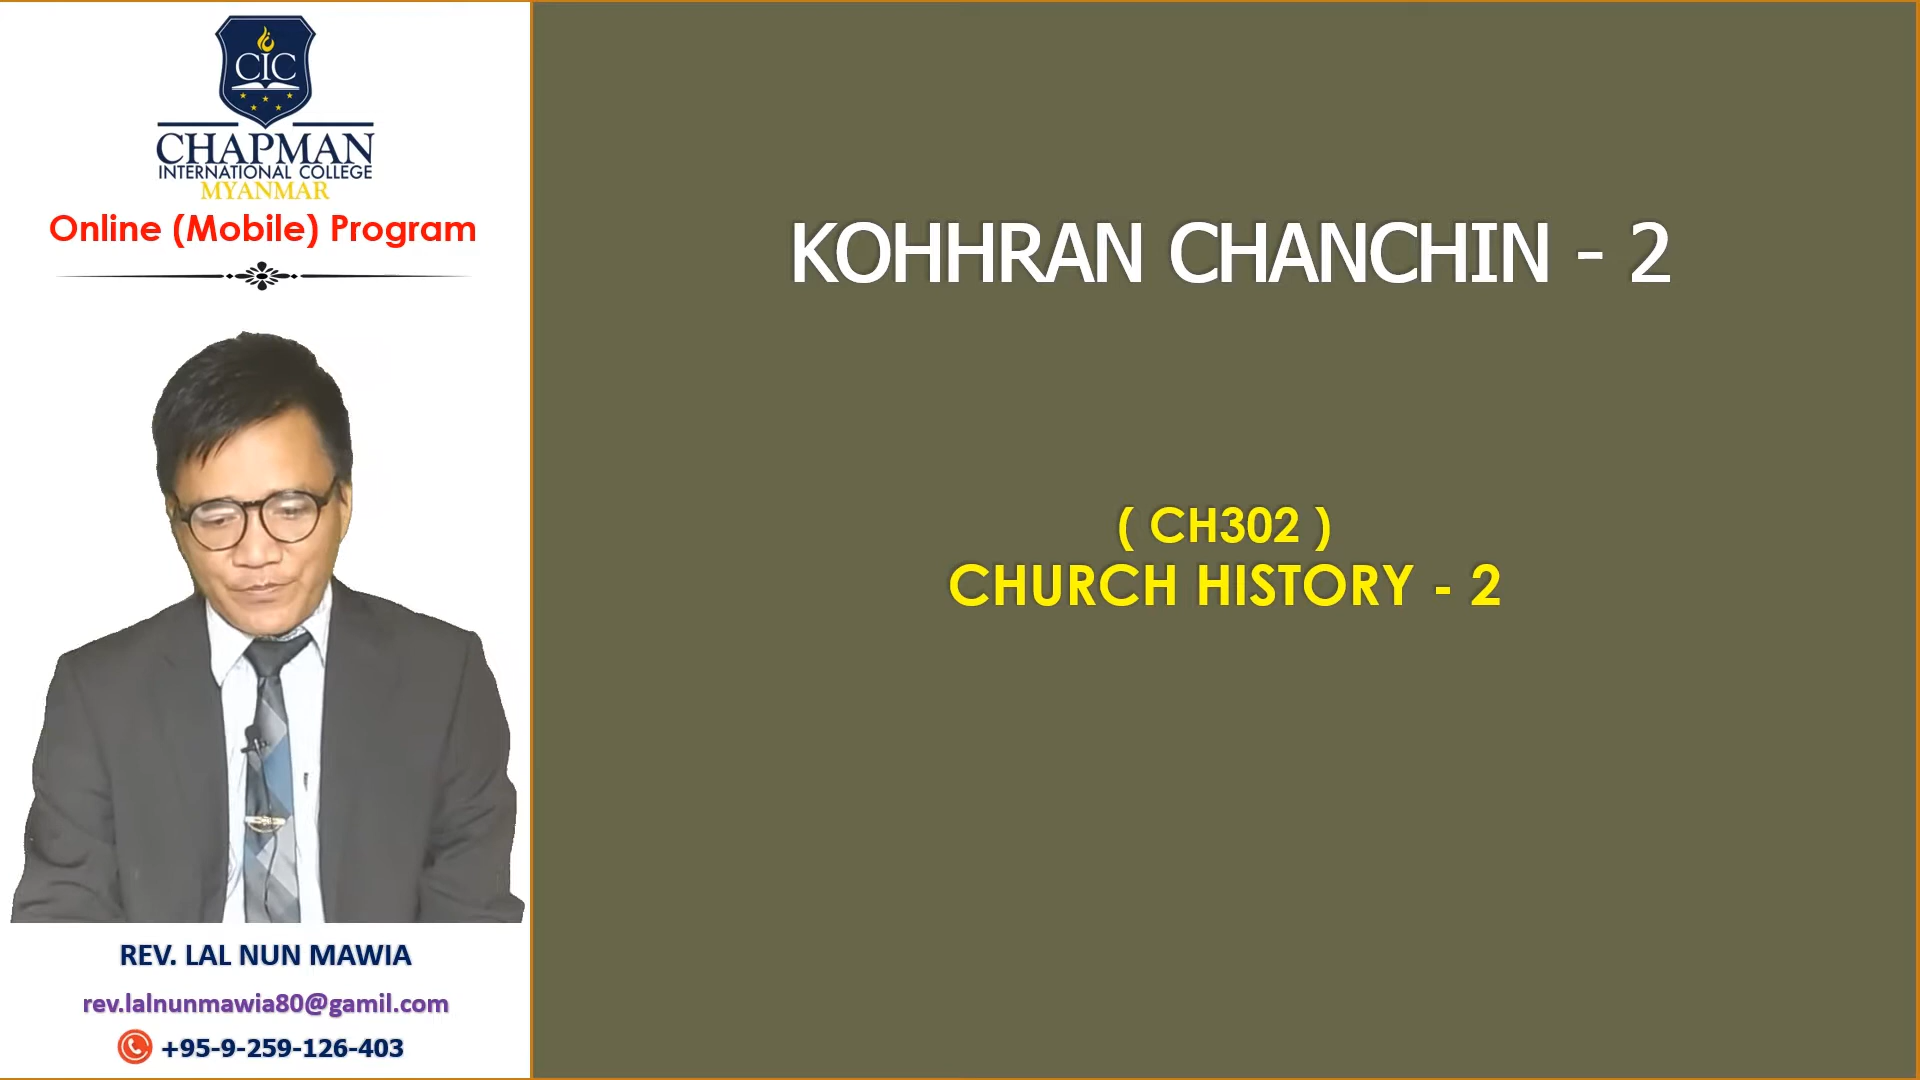 CIC
CHAPMAN
INTERNATIONAL COLLEGE
MYANMAR
Online (Mobile) Program
REV. LAL NUN MAWIA
rev.lalnunmawia80@gamil.com
+95-9-259-126-403
KOHHRAN CHANCHIN - 2
( CH302 )
CHURCH HISTORY - 2